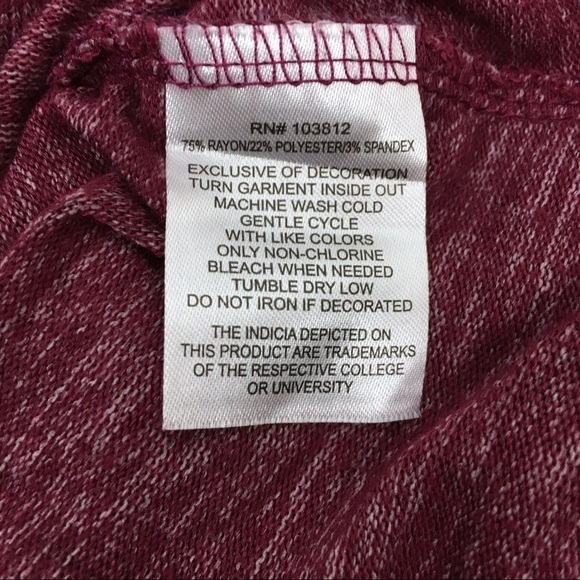 RN# 103812
75% RAYON/22% POLYESTER/3% SPANDEX
EXCLUSIVE OF DECORATION
TURN GARMENT INSIDE OUT
MACHINE WASH COLD
GENTLE CYCLE
WITH LIKE COLORS
ONLY NON-CHLORINE
BLEACH WHEN NEEDED
TUMBLE DRY LOW
DO NOT IRON IF DECORATED
THE INDICIA DEPICTED ON
THIS PRODUCT ARE TRADEMARKS
OF THE RESPECTIVE COLLEGE
OR UNIVERSITY